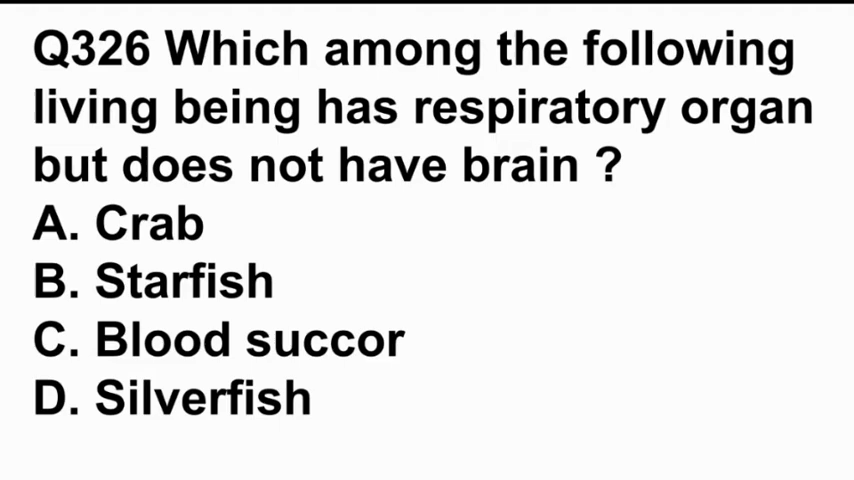 Q326 Which among the following
living being has respiratory organ
but does not have brain ?
A. Crab
B. Starfish
C. Blood succor
D. Silverfish